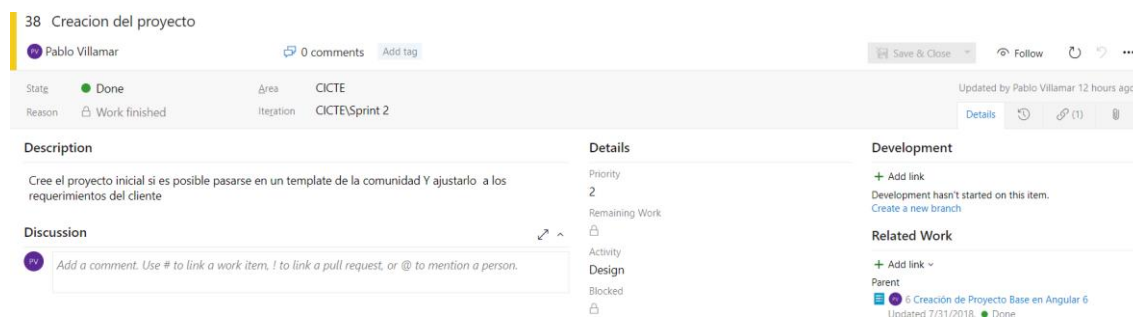 38 Creacion del proyecto
PV Pablo Villamar 0 comments Add tag Save & Close Follow
State Done Area CICTE Updated by Pablo Villamar 12 hours ago
Reason Work finished Iteration CICTE\Sprint 2 Details (1)
Description
Cree el proyecto inicial si es posible pasarse en un template de la comunidad Y ajustarlo a los
requerimientos del cliente
Discussion
PV Add a comment. Use # to link a work item, ! to link a pull request, or @ to mention a person.
Details
Priority
2
Remaining Work
Activity
Design
Blocked
Development
+ Add link
Development hasn't started on this item.
Create a new branch
Related Work
+ Add link
Parent
PV 6 Creación de Proyecto Base en Angular 6
Updated 7/31/2018, Done